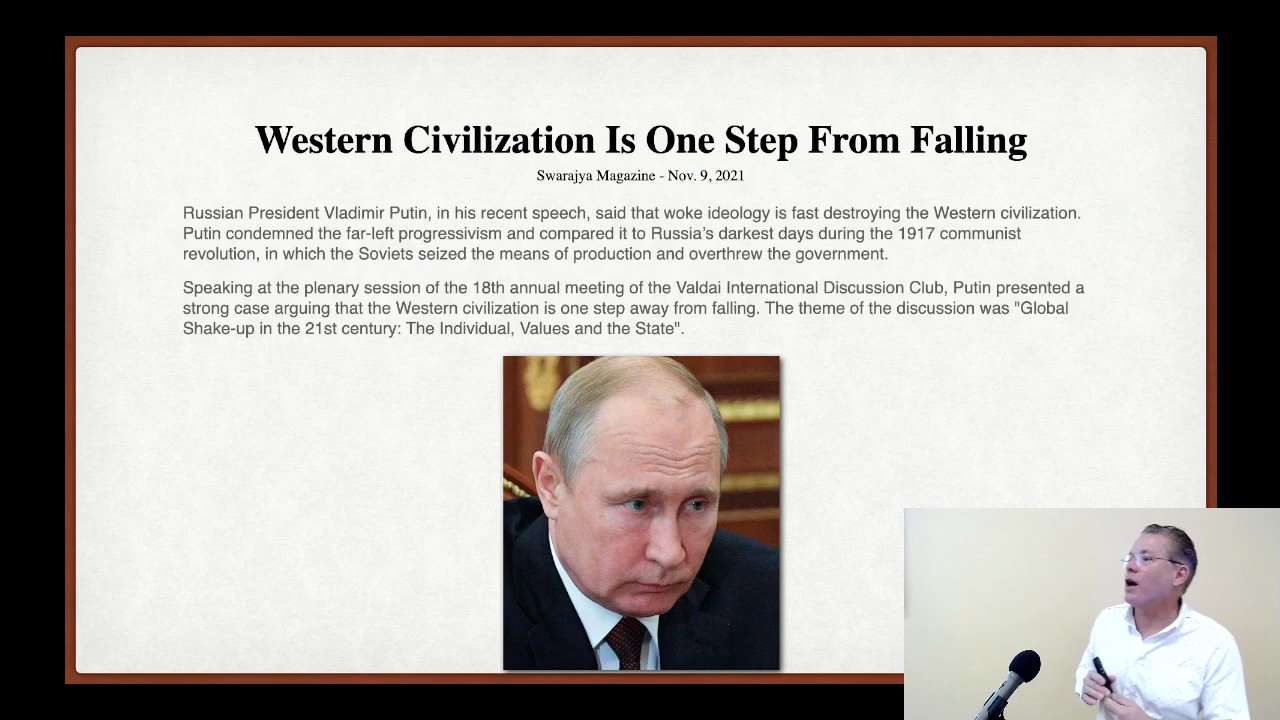 Western Civilization Is One Step From Falling
Swarajya Magazine - Nov. 9, 2021
Russian President Vladimir Putin, in his recent speech, said that woke ideology is fast destroying the Western civilization.
Putin condemned the far-left progressivism and compared it to Russia’s darkest days during the 1917 communist
revolution, in which the Soviets seized the means of production and overthrew the government.
Speaking at the plenary session of the 18th annual meeting of the Valdai International Discussion Club, Putin presented a
strong case arguing that the Western civilization is one step away from falling. The theme of the discussion was "Global
Shake-up in the 21st century: The Individual, Values and the State".